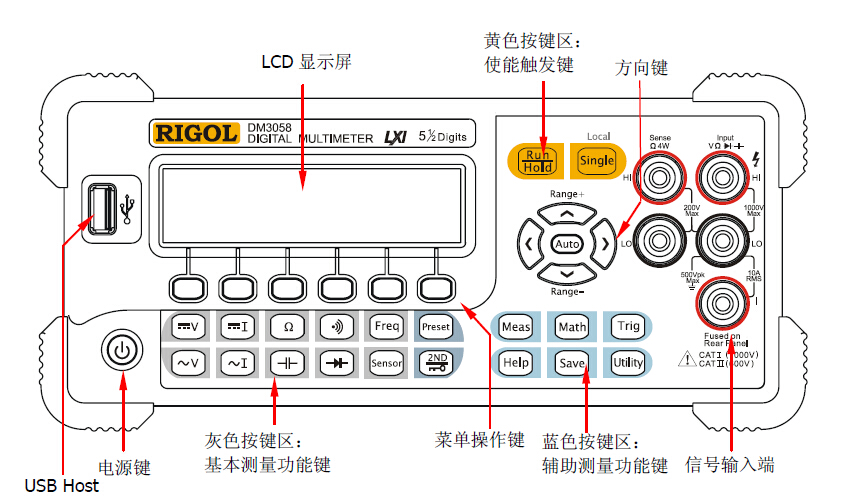 黄色按键区：
使能触发键
LCD 显示屏
方向键
RIGOL
DM3058
DIGITAL MULTIMETER
LXI
5½Digits
Local
Run
Hold
Single
Sense
Ω 4W
Input
VΩ
HI
HI
200V
Max
1000V
Max
LO
LO
500Vpk
Max
10A
RMS
I
Fused on
Rear Panel
CAT I (1000V)
CAT II (600V)
Range+
Auto
Range−
V
I
Ω
Freq
Preset
~V
~I
Sensor
2ND
Meas
Math
Trig
Help
Save
Utility
灰色按键区：
基本测量功能键
菜单操作键
蓝色按键区：
辅助测量功能键
信号输入端
电源键
USB Host